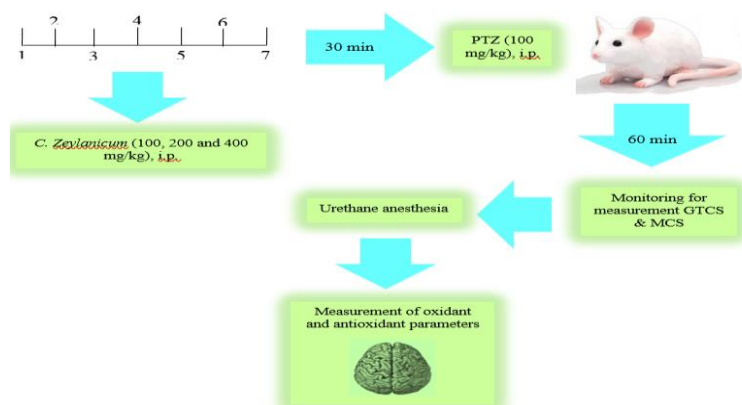 2 4 6
1 3 5 7
30 min
PTZ (100
mg/kg), i.p.
C. Zeylanicum (100, 200 and 400
mg/kg), i.p.
60 min
Urethane anesthesia
Monitoring for
measurement GTCS
& MCS
Measurement of oxidant
and antioxidant parameters